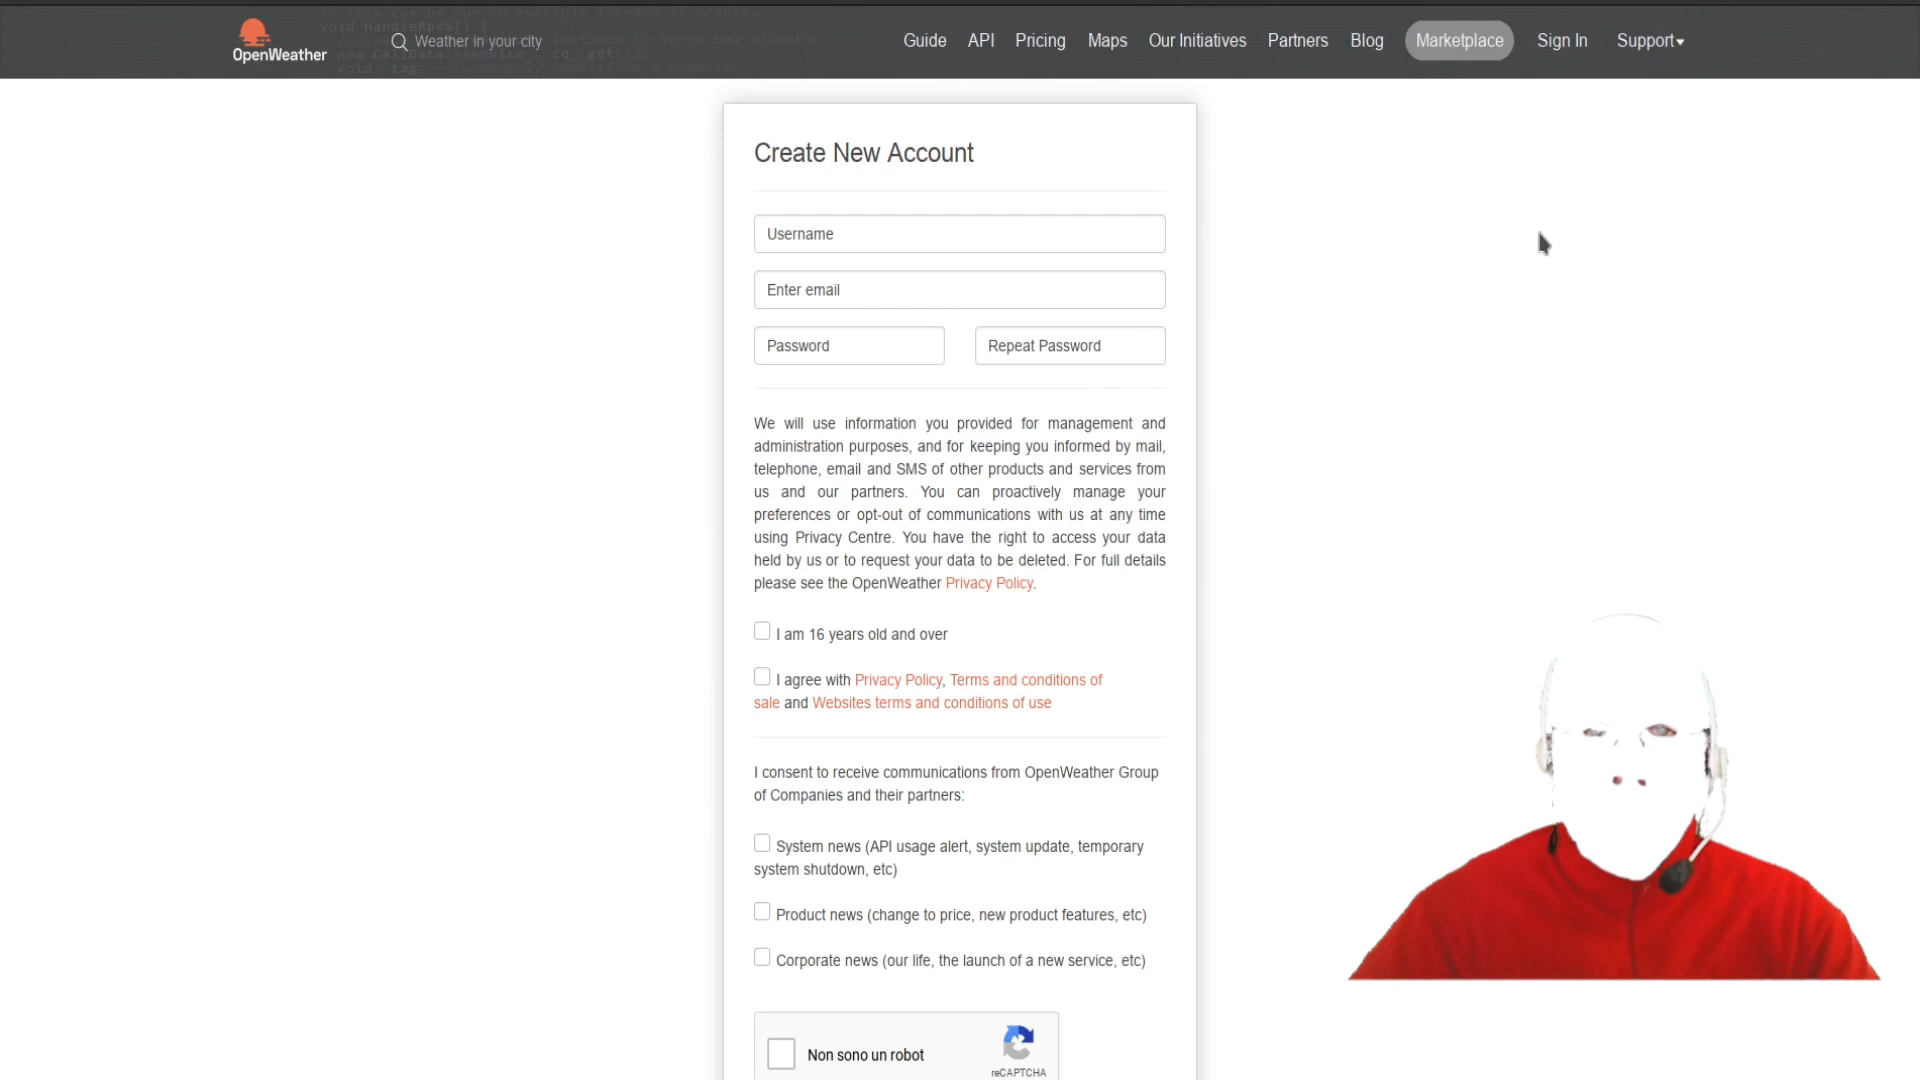 OpenWeather
Weather in your city
Guide API Pricing Maps Our Initiatives Partners Blog Marketplace Sign In Support
Create New Account
Username
Enter email
Password Repeat Password
We will use information you provided for management and
administration purposes, and for keeping you informed by mail,
telephone, email and SMS of other products and services from
us and our partners. You can proactively manage your
preferences or opt-out of communications with us at any time
using Privacy Centre. You have the right to access your data
held by us or to request your data to be deleted. For full details
please see the OpenWeather Privacy Policy.
I am 16 years old and over
I agree with Privacy Policy, Terms and conditions of
sale and Websites terms and conditions of use
I consent to receive communications from OpenWeather Group
of Companies and their partners:
System news (API usage alert, system update, temporary
system shutdown, etc)
Product news (change to price, new product features, etc)
Corporate news (our life, the launch of a new service, etc)
Non sono un robot
reCAPTCHA